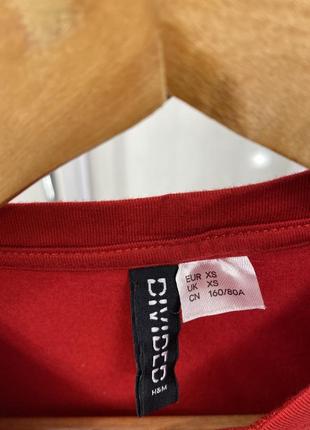 DIVIDED
H&M
EUR XS
UK XS
CN 160/80A